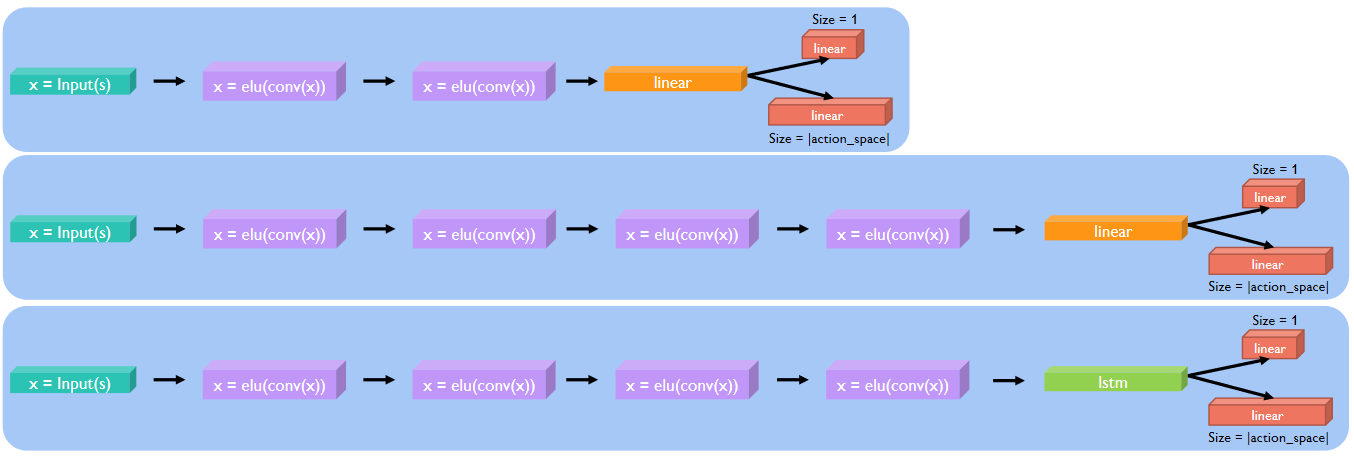 Size = 1
linear
x = Input(s)
x = elu(conv(x))
x = elu(conv(x))
linear
linear
Size = |action_space|
Size = 1
linear
x = Input(s)
x = elu(conv(x))
x = elu(conv(x))
x = elu(conv(x))
x = elu(conv(x))
linear
linear
Size = |action_space|
Size = 1
linear
x = Input(s)
x = elu(conv(x))
x = elu(conv(x))
x = elu(conv(x))
x = elu(conv(x))
lstm
linear
Size = |action_space|